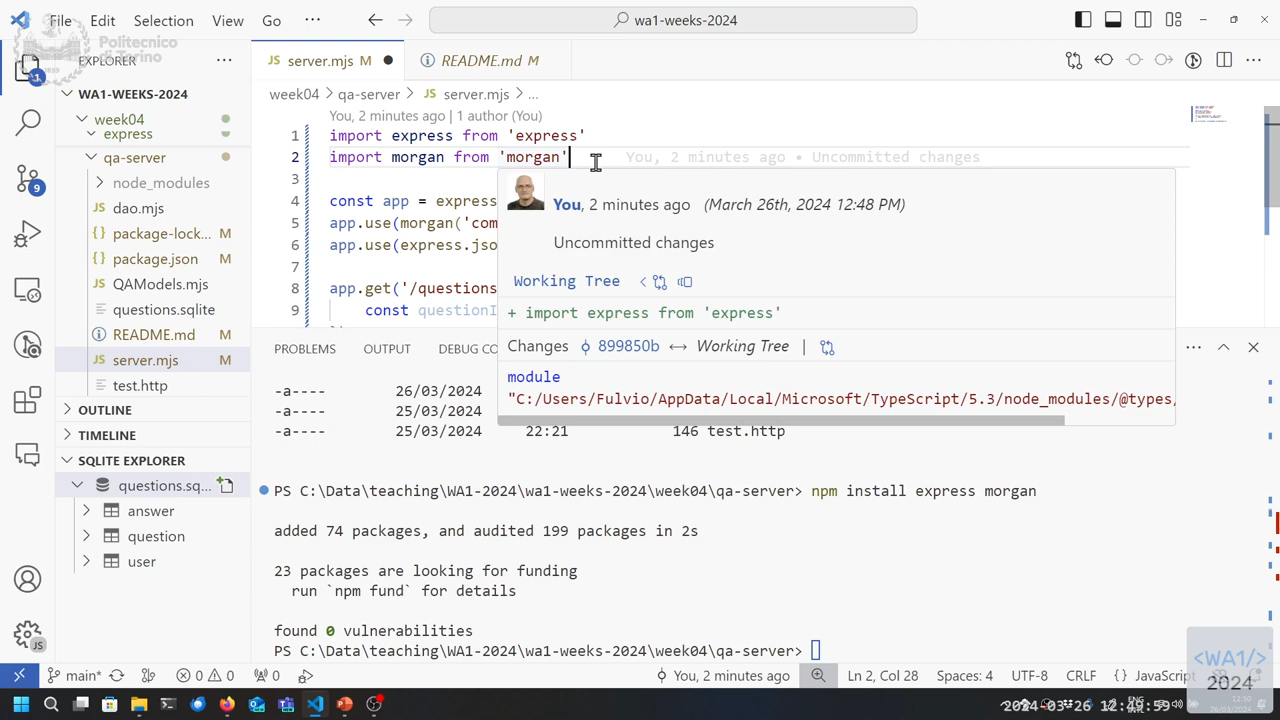 File Edit Selection View Go ··· wa1-weeks-2024
Politecnico
di Torino
EXPLORER ···
server.mjs M
README.md M
WA1-WEEKS-2024
week04
express
qa-server
node_modules
dao.mjs
package-lock... M
package.json M
QAModels.mjs
questions.sqlite
README.md M
server.mjs M
test.http
OUTLINE
TIMELINE
SQLITE EXPLORER
questions.sq...
answer
question
user
9
week04 > qa-server > server.mjs > ...
You, 2 minutes ago | 1 author (You)
1 import express from 'express'
2 import morgan from 'morgan' You, 2 minutes ago • Uncommitted changes
3
4 const app = express
5 app.use(morgan('com
6 app.use(express.jso
7
8 app.get('/questions
9 const questionI
You, 2 minutes ago (March 26th, 2024 12:48 PM)
Uncommitted changes
Working Tree
+ import express from 'express'
Changes 899850b ↔ Working Tree |
module
"C:/Users/Fulvio/AppData/Local/Microsoft/TypeScript/5.3/node_modules/@types,
PROBLEMS OUTPUT DEBUG CO
-a---- 26/03/2024
-a---- 25/03/2024
-a---- 25/03/2024 22:21 146 test.http
PS C:\Data\teaching\WA1-2024\wa1-weeks-2024\week04\qa-server> npm install express morgan
added 74 packages, and audited 199 packages in 2s
23 packages are looking for funding
run `npm fund` for details
found 0 vulnerabilities
PS C:\Data\teaching\WA1-2024\wa1-weeks-2024\week04\qa-server>
main* 0 0 0 You, 2 minutes ago Ln 2, Col 28 Spaces: 4 UTF-8 CRLF {} JavaScript
<WA1/>
2024
2024-03-26 12:49:59